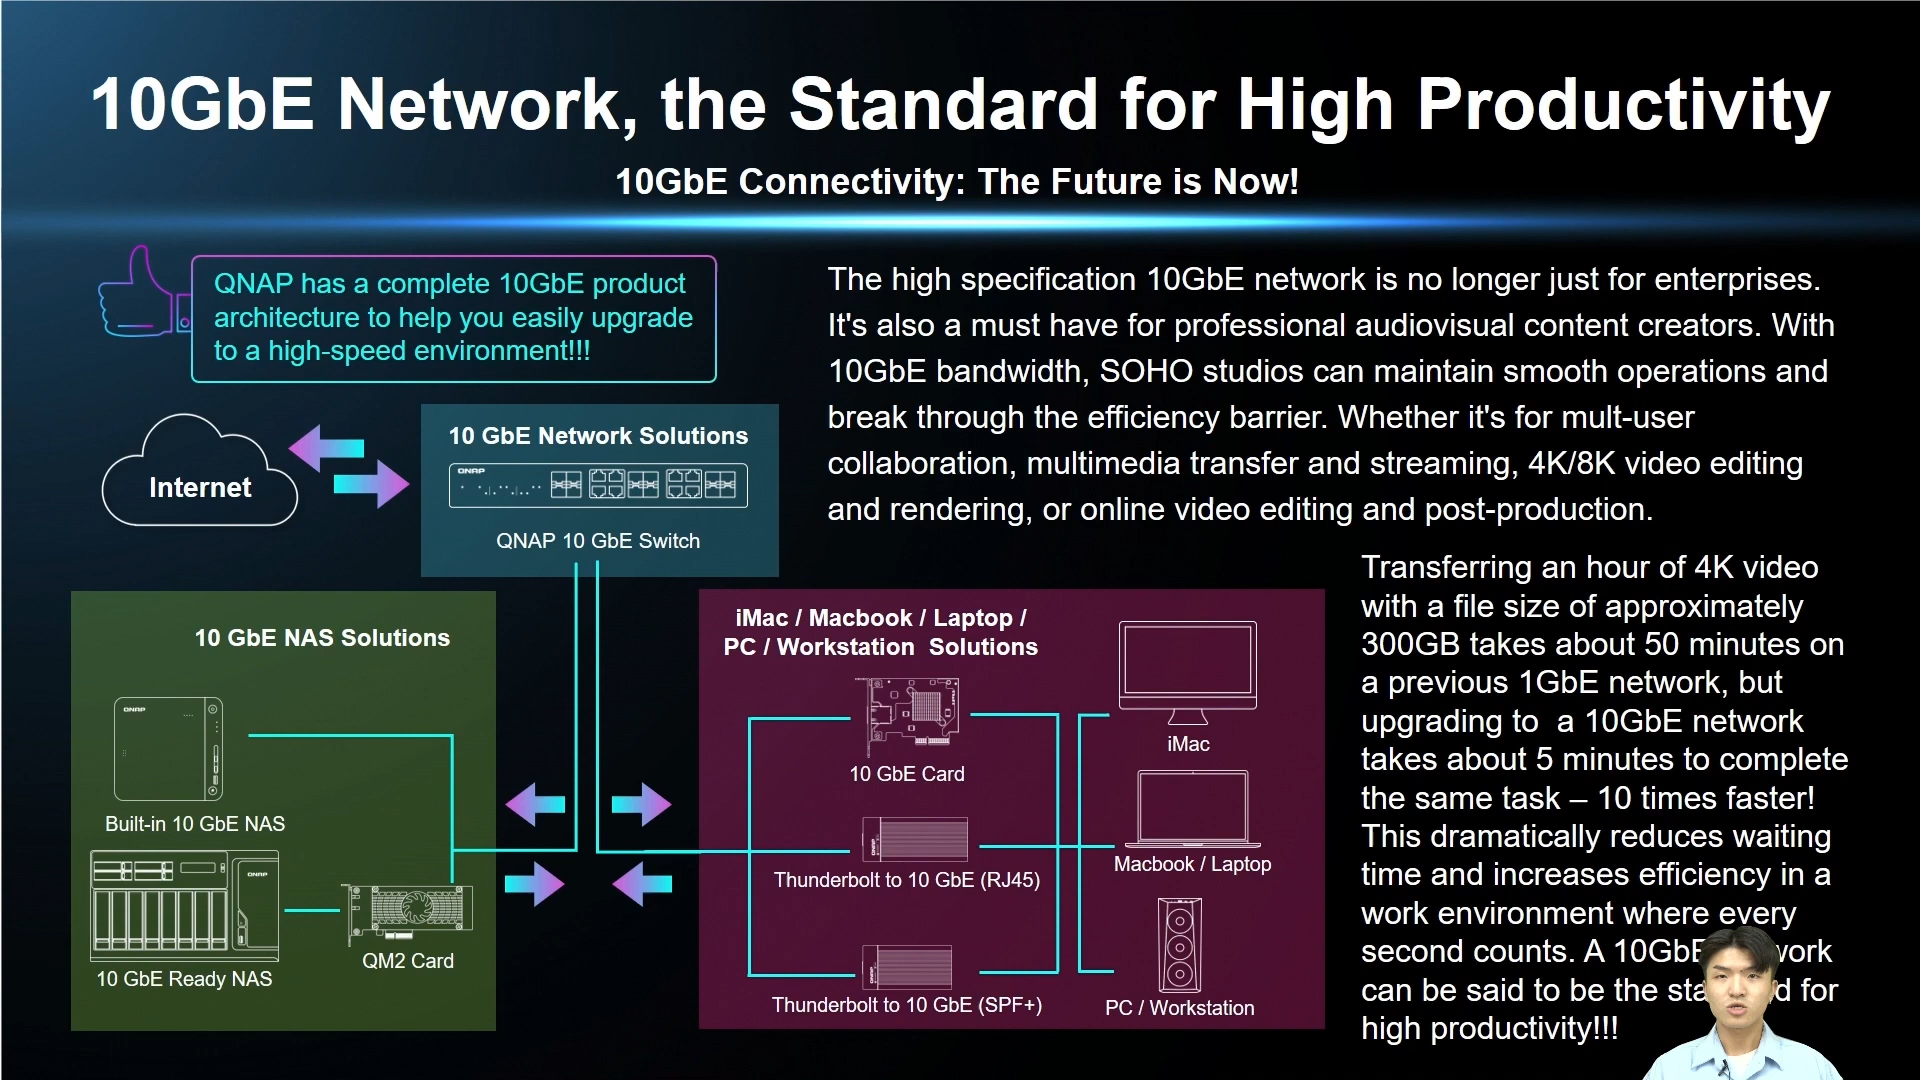 10GbE Network, the Standard for High Productivity
10GbE Connectivity: The Future is Now!
QNAP has a complete 10GbE product
architecture to help you easily upgrade
to a high-speed environment!!!
The high specification 10GbE network is no longer just for enterprises.
It's also a must have for professional audiovisual content creators. With
10GbE bandwidth, SOHO studios can maintain smooth operations and
break through the efficiency barrier. Whether it's for mult-user
collaboration, multimedia transfer and streaming, 4K/8K video editing
and rendering, or online video editing and post-production.
Internet
10 GbE Network Solutions
QNAP
QNAP 10 GbE Switch
10 GbE NAS Solutions
QNAP
Built-in 10 GbE NAS
QNAP
10 GbE Ready NAS
QM2 Card
iMac / Macbook / Laptop /
PC / Workstation Solutions
10 GbE Card
QNAP
Thunderbolt to 10 GbE (RJ45)
QNAP
Thunderbolt to 10 GbE (SPF+)
iMac
Macbook / Laptop
PC / Workstation
Transferring an hour of 4K video
with a file size of approximately
300GB takes about 50 minutes on
a previous 1GbE network, but
upgrading to a 10GbE network
takes about 5 minutes to complete
the same task – 10 times faster!
This dramatically reduces waiting
time and increases efficiency in a
work environment where every
second counts. A 10GbE work
can be said to be the sta d for
high productivity!!!